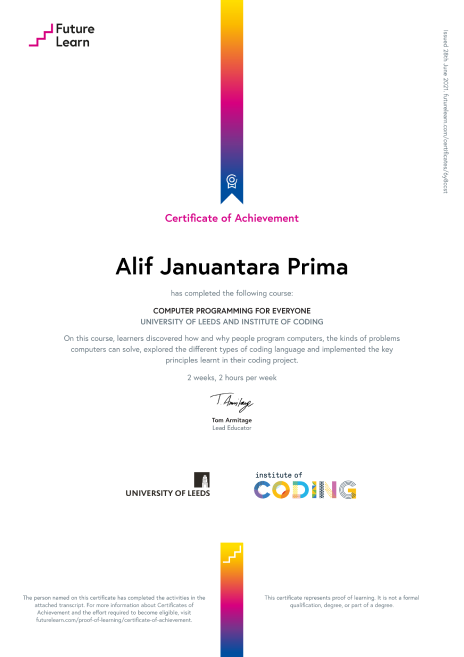 Future
Learn
Issued 28th June 2021. futurelearn.com/certificates/
Certificate of Achievement
Alif Januantara Prima
has completed the following course:
COMPUTER PROGRAMMING FOR EVERYONE
UNIVERSITY OF LEEDS AND INSTITUTE OF CODING
On this course, learners discovered how and why people program computers, the kinds of problems
computers can solve, explored the different types of coding language and implemented the key
principles learnt in their coding project.
2 weeks, 2 hours per week
T Armitage
Tom Armitage
Lead Educator
UNIVERSITY OF LEEDS
institute of
CODING
The person named on this certificate has completed the activities in the
attached transcript. For more information about Certificates of
Achievement and the effort required to become eligible, visit
futurelearn.com/proof-of-learning/certificate-of-achievement.
This certificate represents proof of learning. It is not a formal
qualification, degree, or part of a degree.